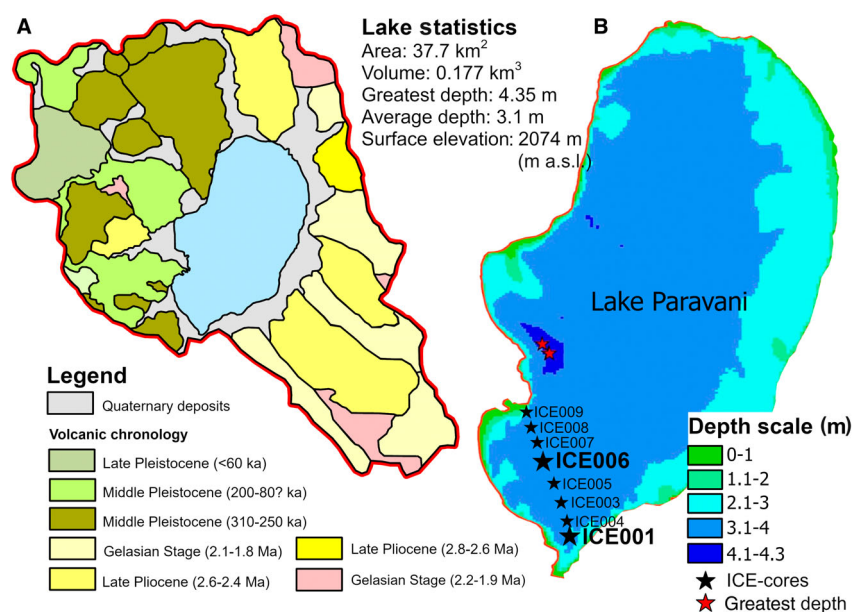 A
Lake statistics
Area: 37.7 km²
Volume: 0.177 km³
Greatest depth: 4.35 m
Average depth: 3.1 m
Surface elevation: 2074 m
(m a.s.l.)
Legend
Quaternary deposits
Volcanic chronology
Late Pleistocene (<60 ka)
Middle Pleistocene (200-80? ka)
Middle Pleistocene (310-250 ka)
Gelasian Stage (2.1-1.8 Ma)
Late Pliocene (2.6-2.4 Ma)
Late Pliocene (2.8-2.6 Ma)
Gelasian Stage (2.2-1.9 Ma)
B
Lake Paravani
ICE009
ICE008
ICE007
ICE006
ICE005
ICE003
ICE004
ICE001
Depth scale (m)
0-1
1.1-2
2.1-3
3.1-4
4.1-4.3
ICE-cores
Greatest depth